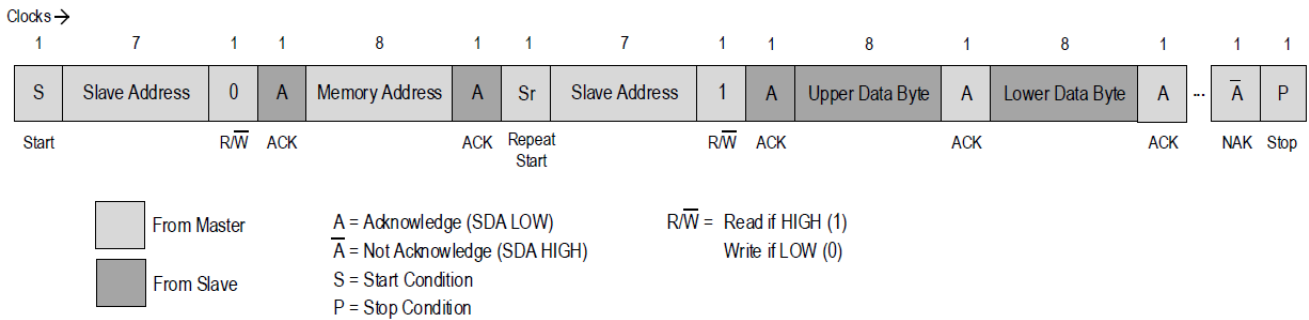 Clocks →
1 7 1 1 8 1 1 7 1 1 8 1 8 1 1 1
S Slave Address 0 A Memory Address A Sr Slave Address 1 A Upper Data Byte A Lower Data Byte A ... A̅ P
Start R/W̅ ACK ACK Repeat Start R/W̅ ACK ACK ACK NAK Stop
From Master
From Slave
A = Acknowledge (SDA LOW)
A̅ = Not Acknowledge (SDA HIGH)
S = Start Condition
P = Stop Condition
R/W̅ = Read if HIGH (1)
Write if LOW (0)